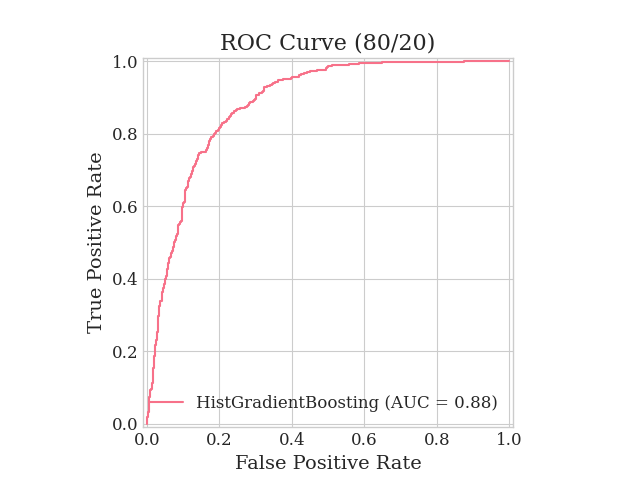 ROC Curve (80/20)
True Positive Rate
1.0
0.8
0.6
0.4
0.2
0.0
HistGradientBoosting (AUC = 0.88)
0.0 0.2 0.4 0.6 0.8 1.0
False Positive Rate